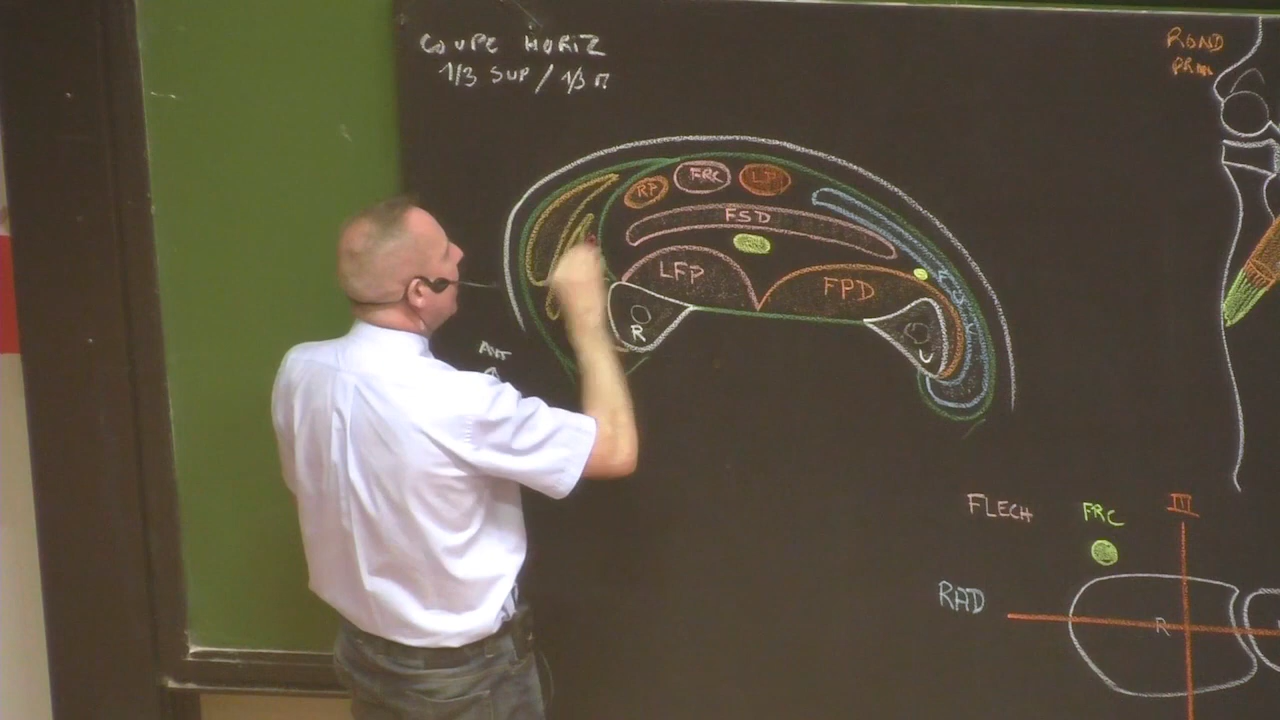 COUPE HORIZ
1/3 SUP / 1/3 M
ROND
PRON
RP
FRC
LP
FSD
LFP
FPD
R
U
ANT
FLECH
FRC
III
RAD
R